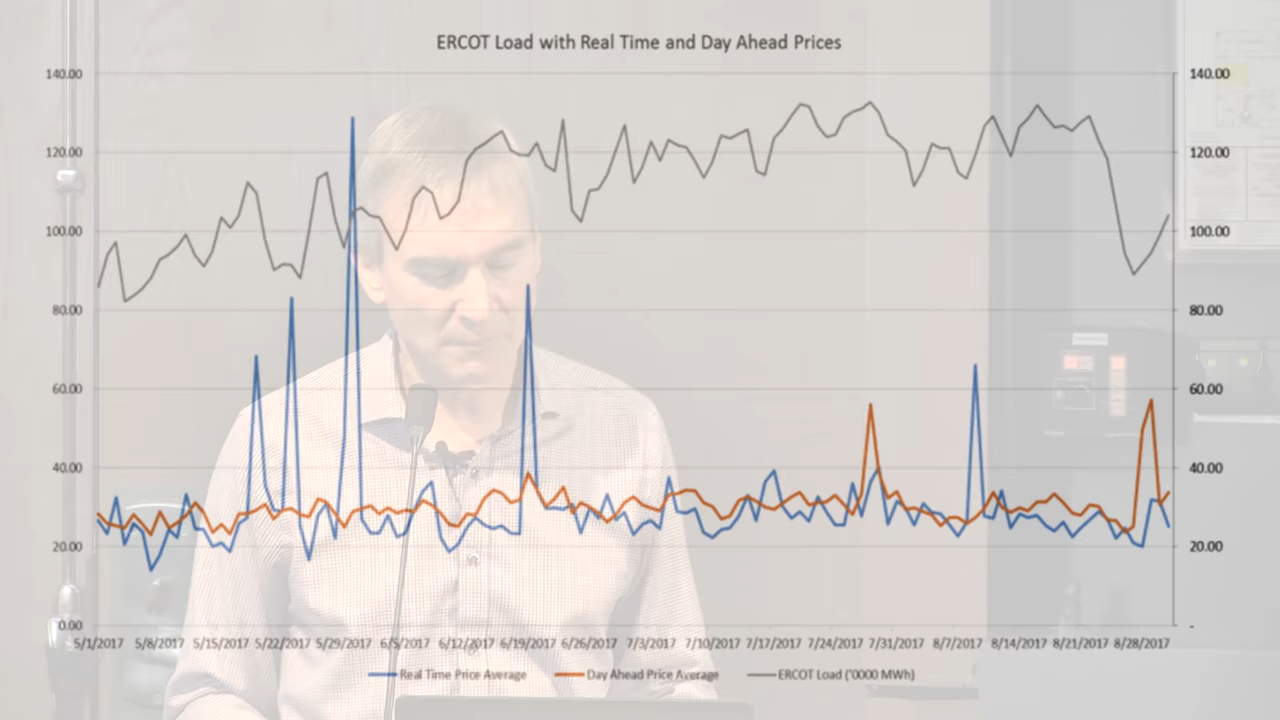 ERCOT Load with Real Time and Day Ahead Prices
140.00 140.00
120.00 120.00
100.00 100.00
80.00 80.00
60.00 60.00
40.00 40.00
20.00 20.00
0.00 -
5/1/2017 5/8/2017 5/15/2017 5/22/2017 5/29/2017 6/5/2017 6/12/2017 6/19/2017 6/26/2017 7/3/2017 7/10/2017 7/17/2017 7/24/2017 7/31/2017 8/7/2017 8/14/2017 8/21/2017 8/28/2017
Real Time Price Average Day Ahead Price Average ERCOT Load ('0000 MWh)